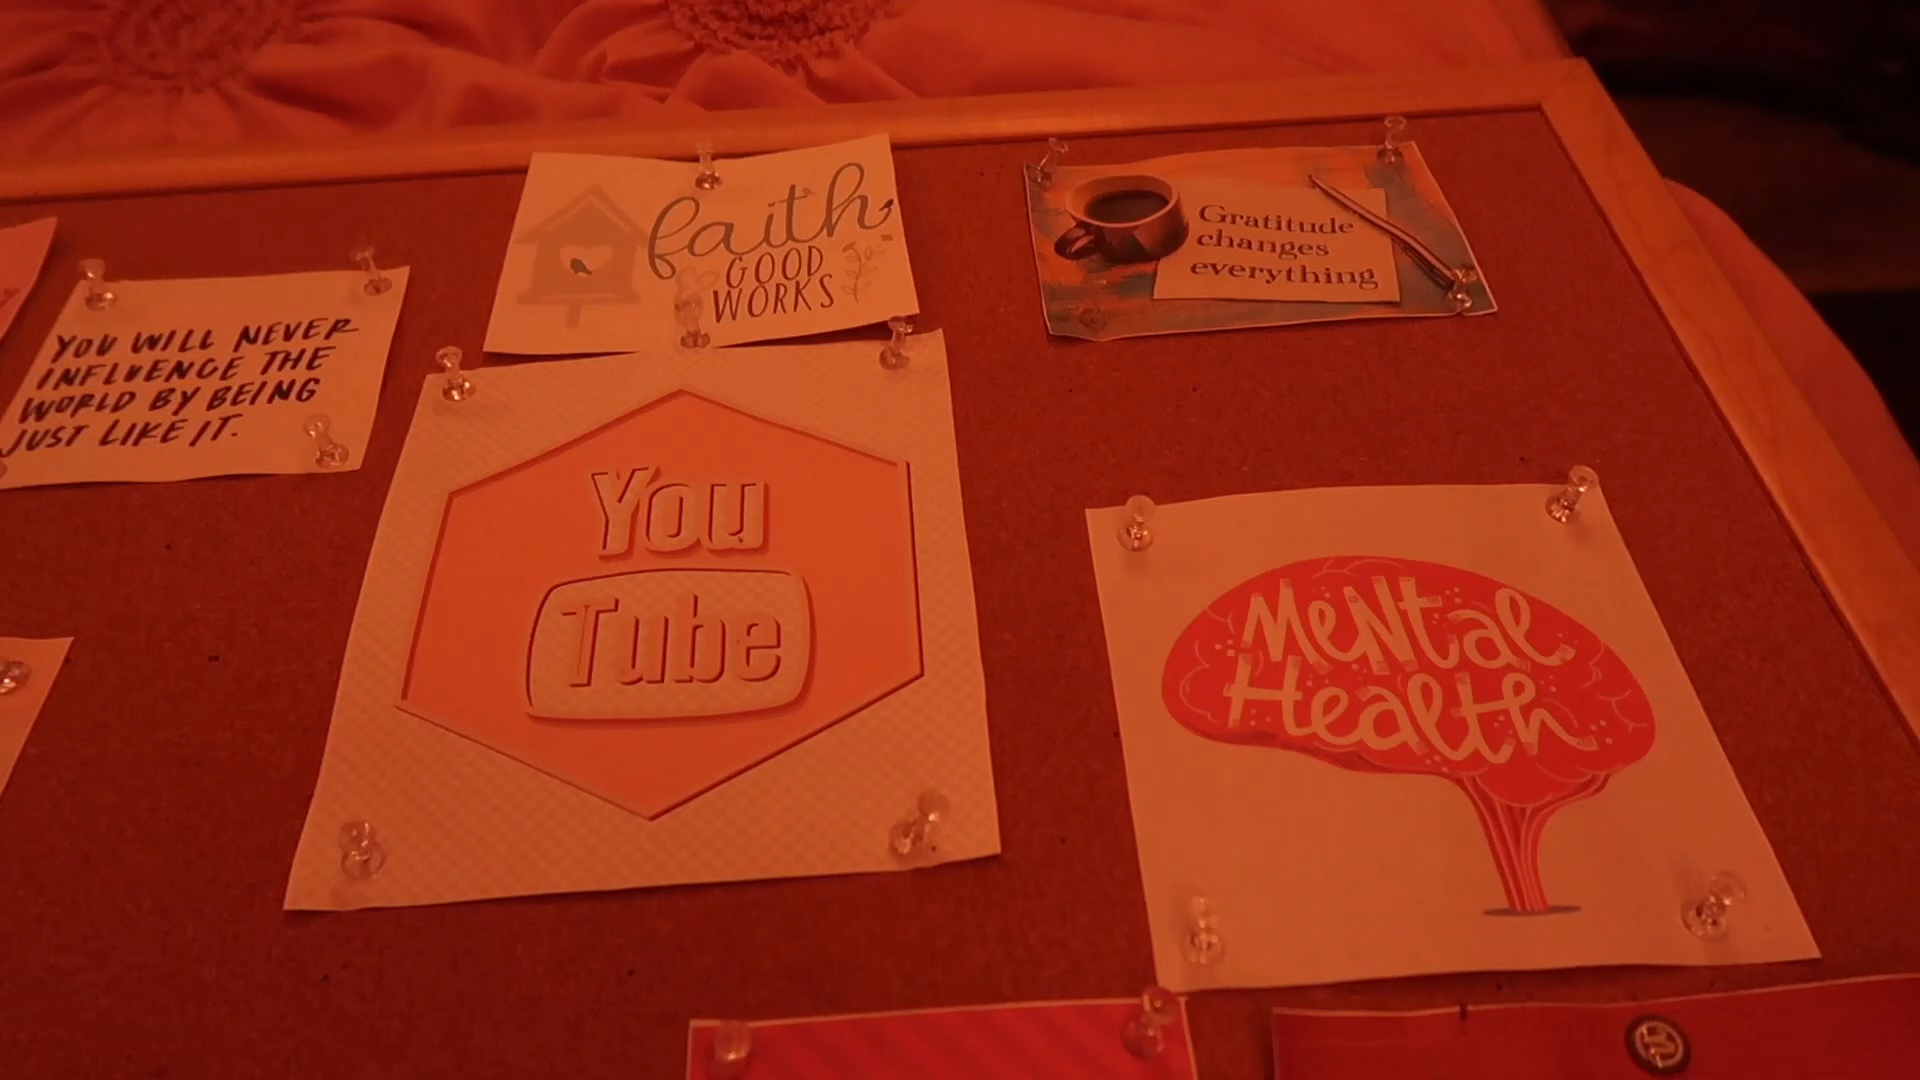 faith
GOOD
WORKS
Gratitude
changes
everything
YOU WILL NEVER
INFLUENCE THE
WORLD BY BEING
JUST LIKE IT.
You
Tube
Mental
Health